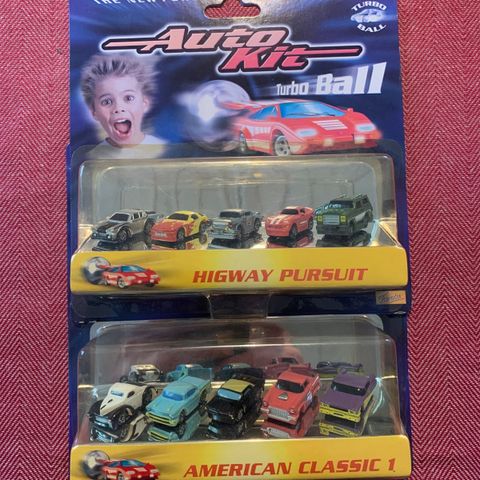 THE NEW
TURBO
BALL
Auto
Kit
Turbo Ball
HIGWAY PURSUIT
AMERICAN CLASSIC 1